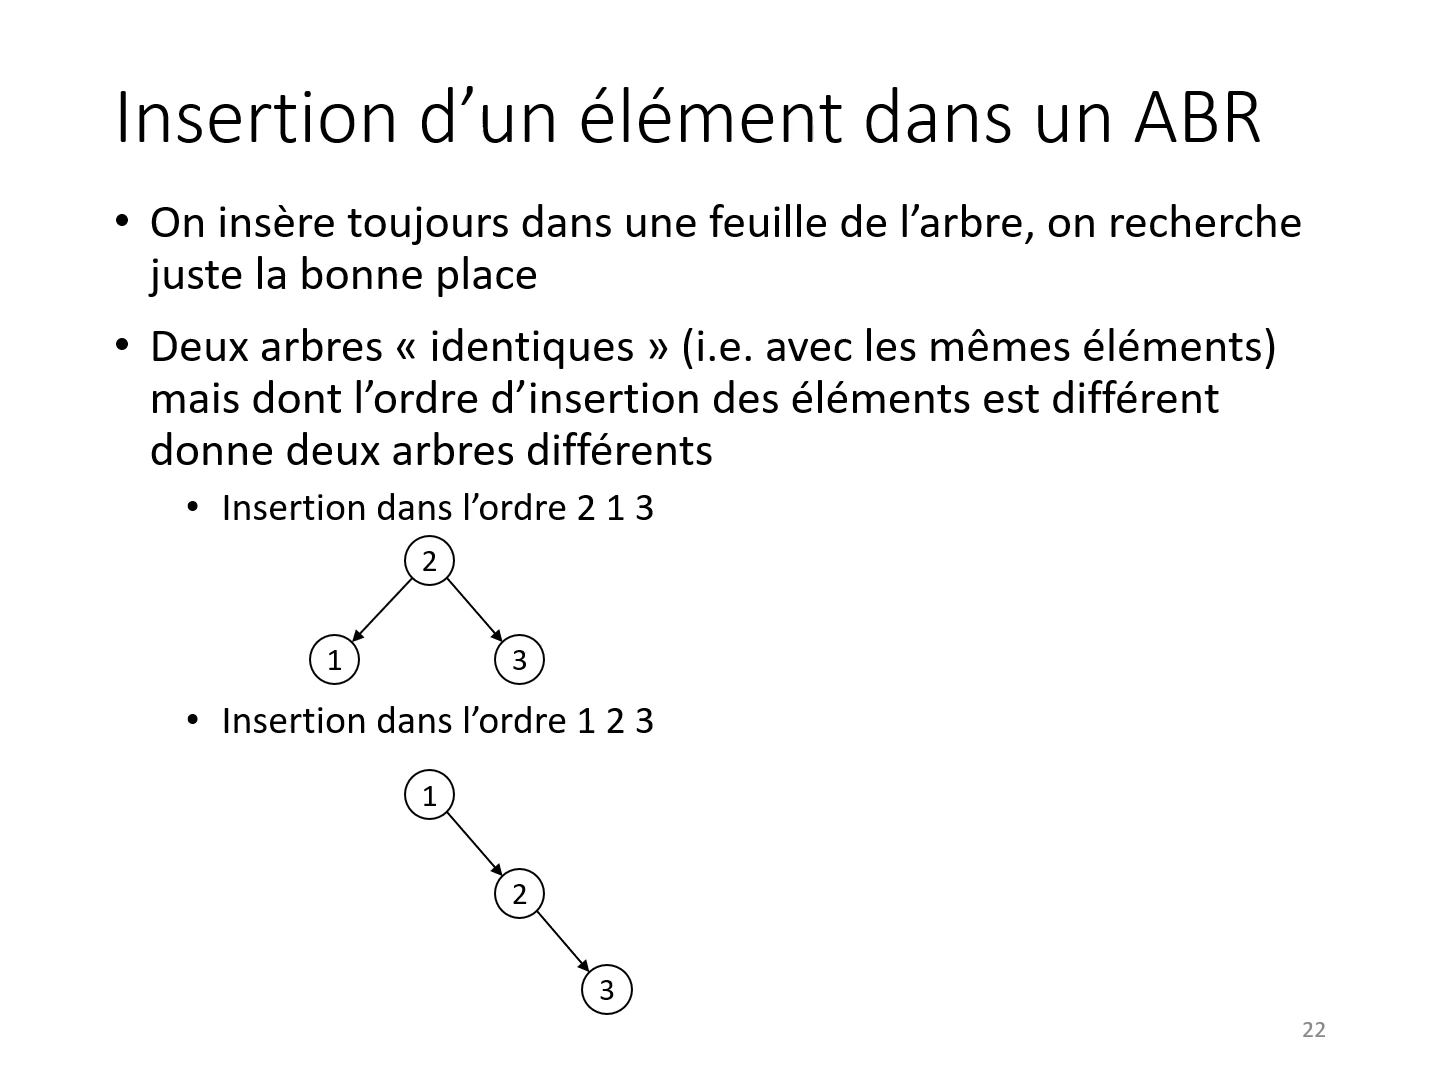 Insertion d’un élément dans un ABR
• On insère toujours dans une feuille de l’arbre, on recherche
juste la bonne place
• Deux arbres « identiques » (i.e. avec les mêmes éléments)
mais dont l’ordre d’insertion des éléments est différent
donne deux arbres différents
• Insertion dans l’ordre 2 1 3
2
1 3
• Insertion dans l’ordre 1 2 3
1
2
3
22